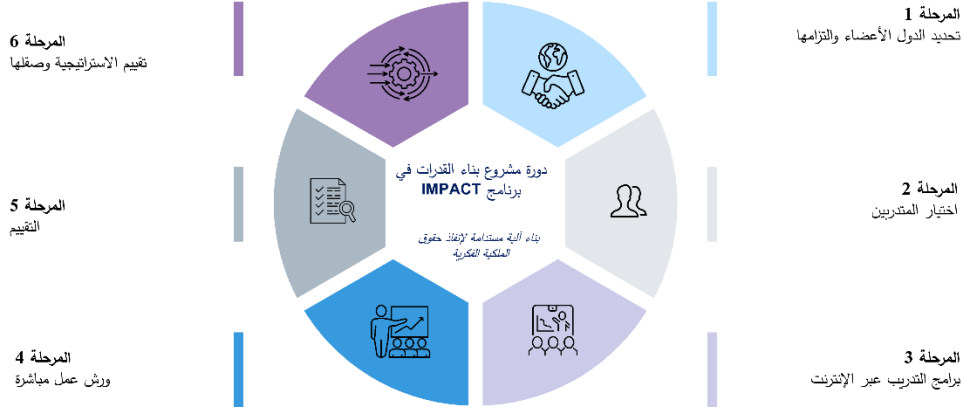 المرحلة 1
تحديد الدول الأعضاء والتزامها
المرحلة 2
اختيار المتدربين
المرحلة 3
برامج التدريب عبر الإنترنت
المرحلة 4
ورش عمل مباشرة
المرحلة 5
التقييم
المرحلة 6
تقييم الاستراتيجية وصقلها
دورة مشروع بناء القدرات في
برنامج IMPACT
بناء آلية مستدامة لإنفاذ حقوق
الملكية الفكرية